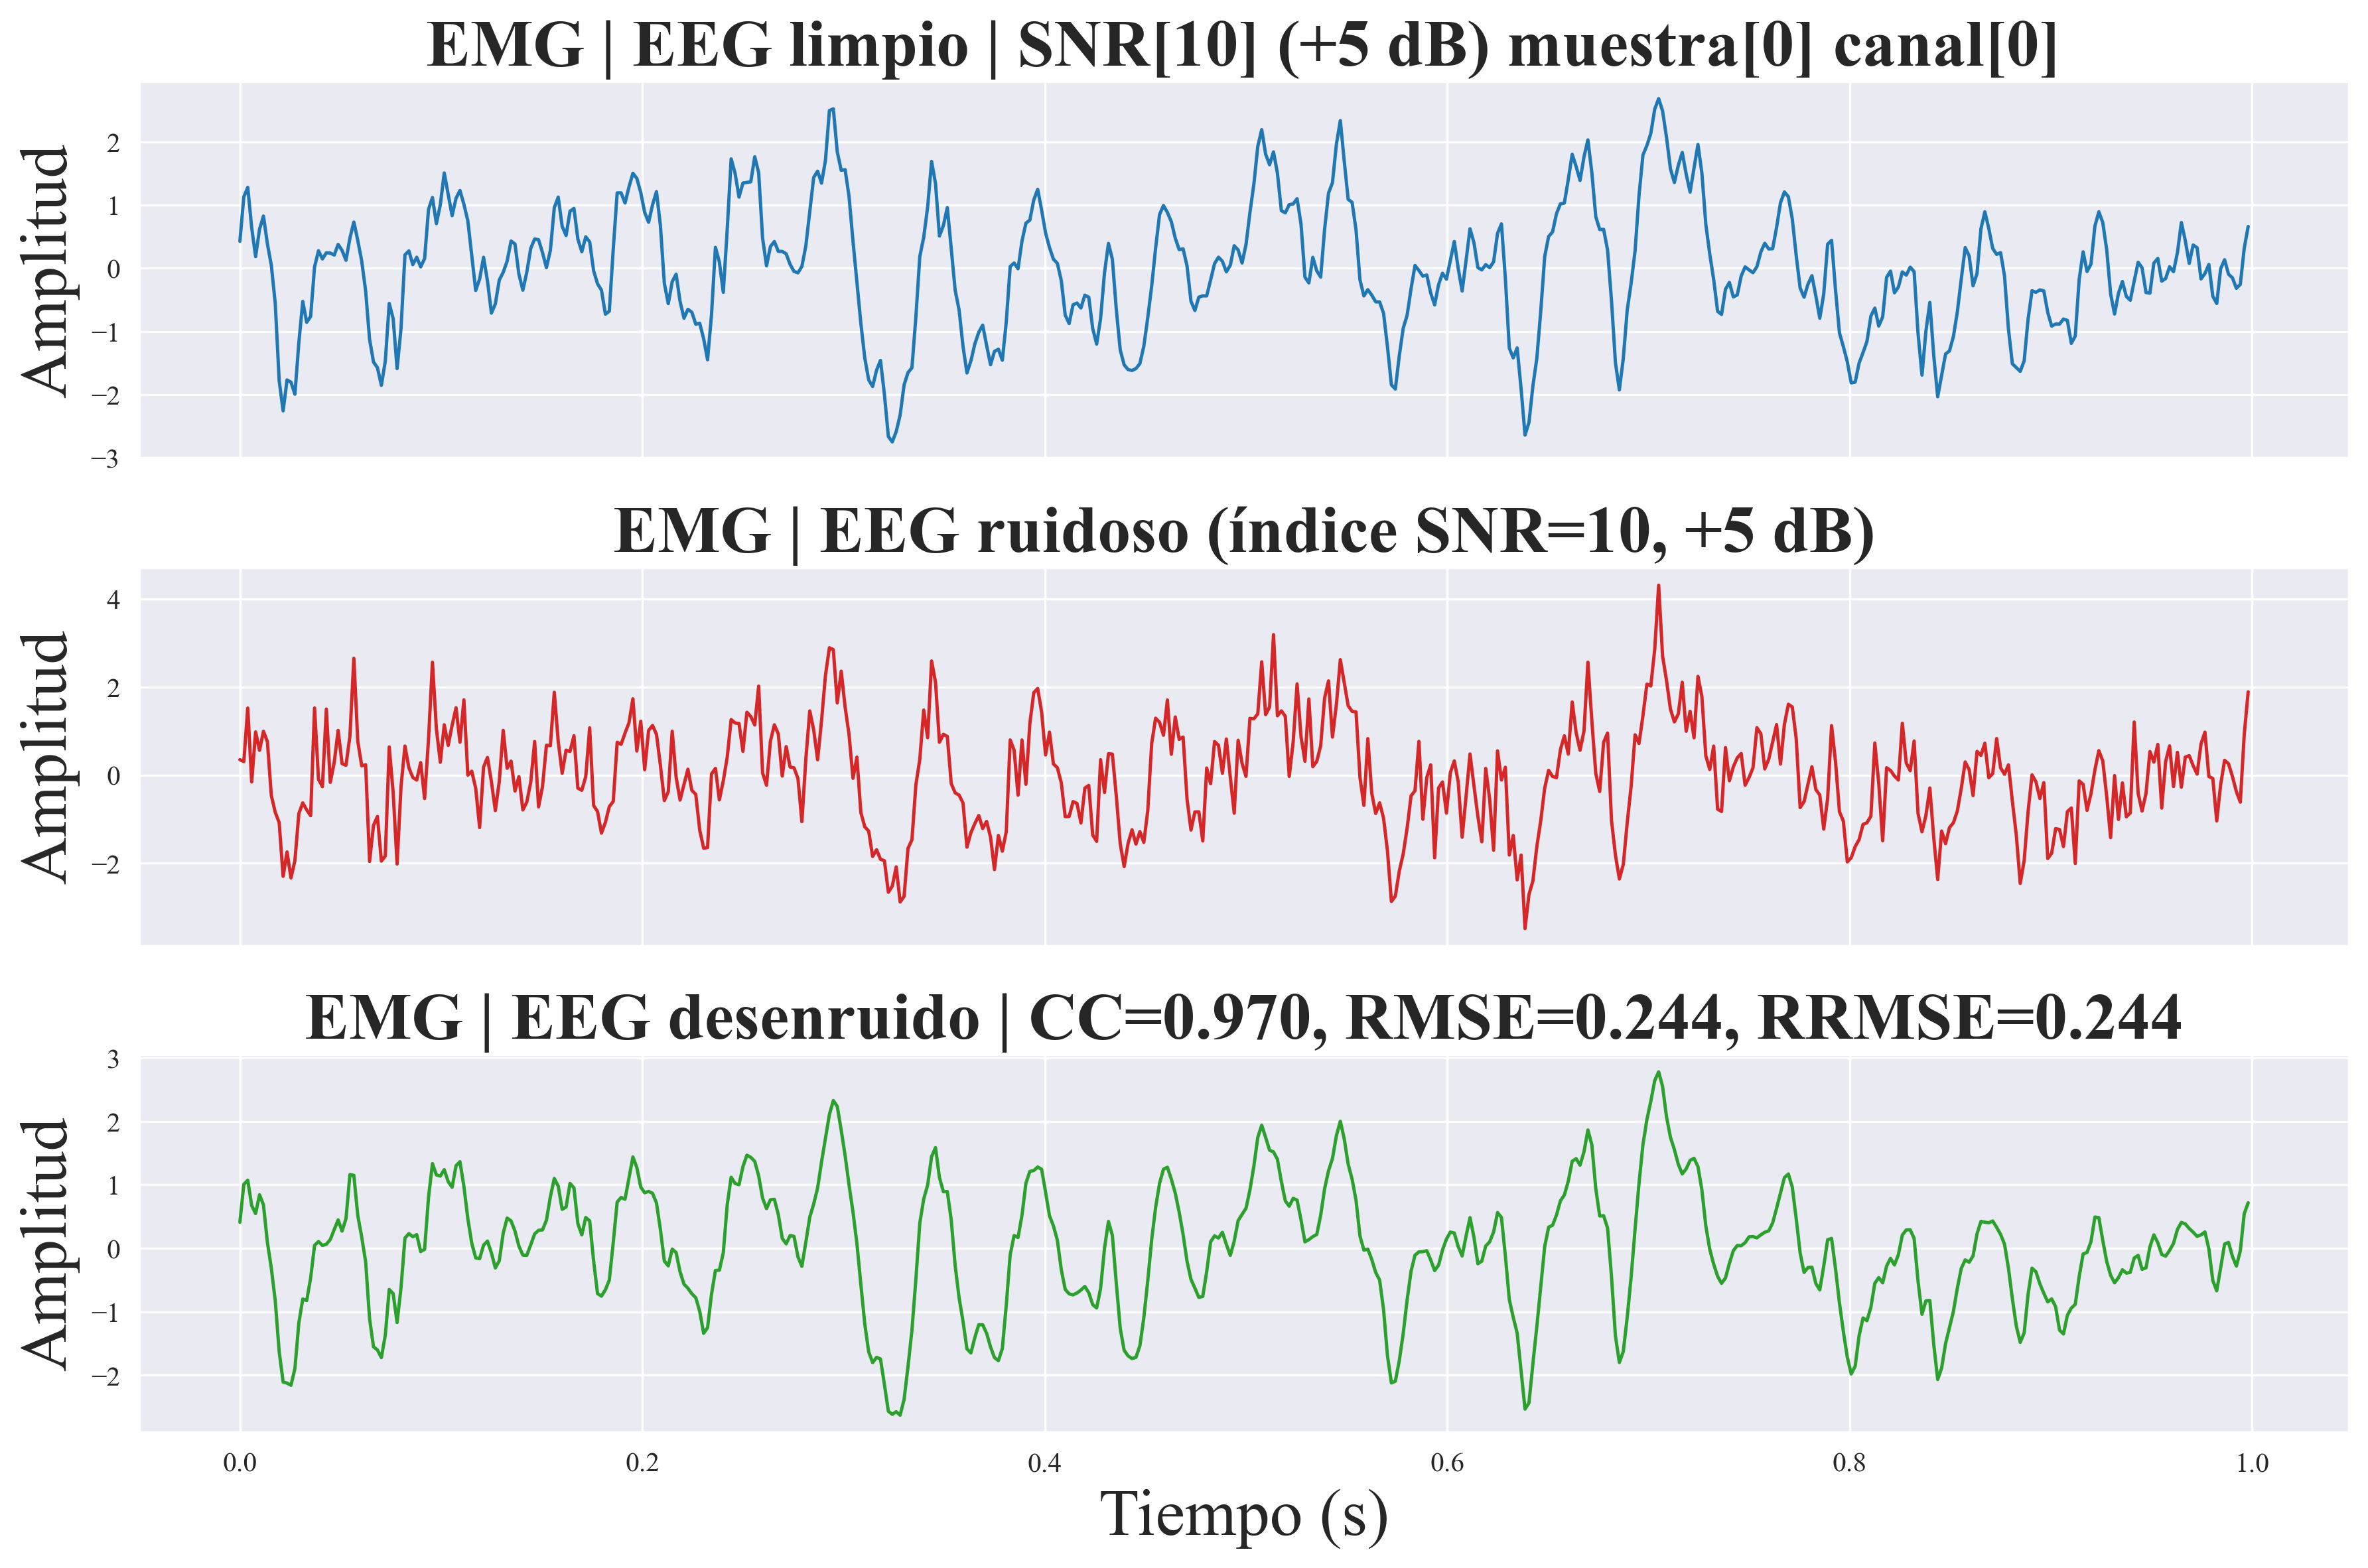 EMG | EEG limpio | SNR[10] (+5 dB) muestra[0] canal[0]
Amplitud
2
1
0
−1
−2
−3
EMG | EEG ruidoso (índice SNR=10, +5 dB)
Amplitud
4
2
0
−2
EMG | EEG desenruido | CC=0.970, RMSE=0.244, RRMSE=0.244
Amplitud
3
2
1
0
−1
−2
0.0 0.2 0.4 0.6 0.8 1.0
Tiempo (s)